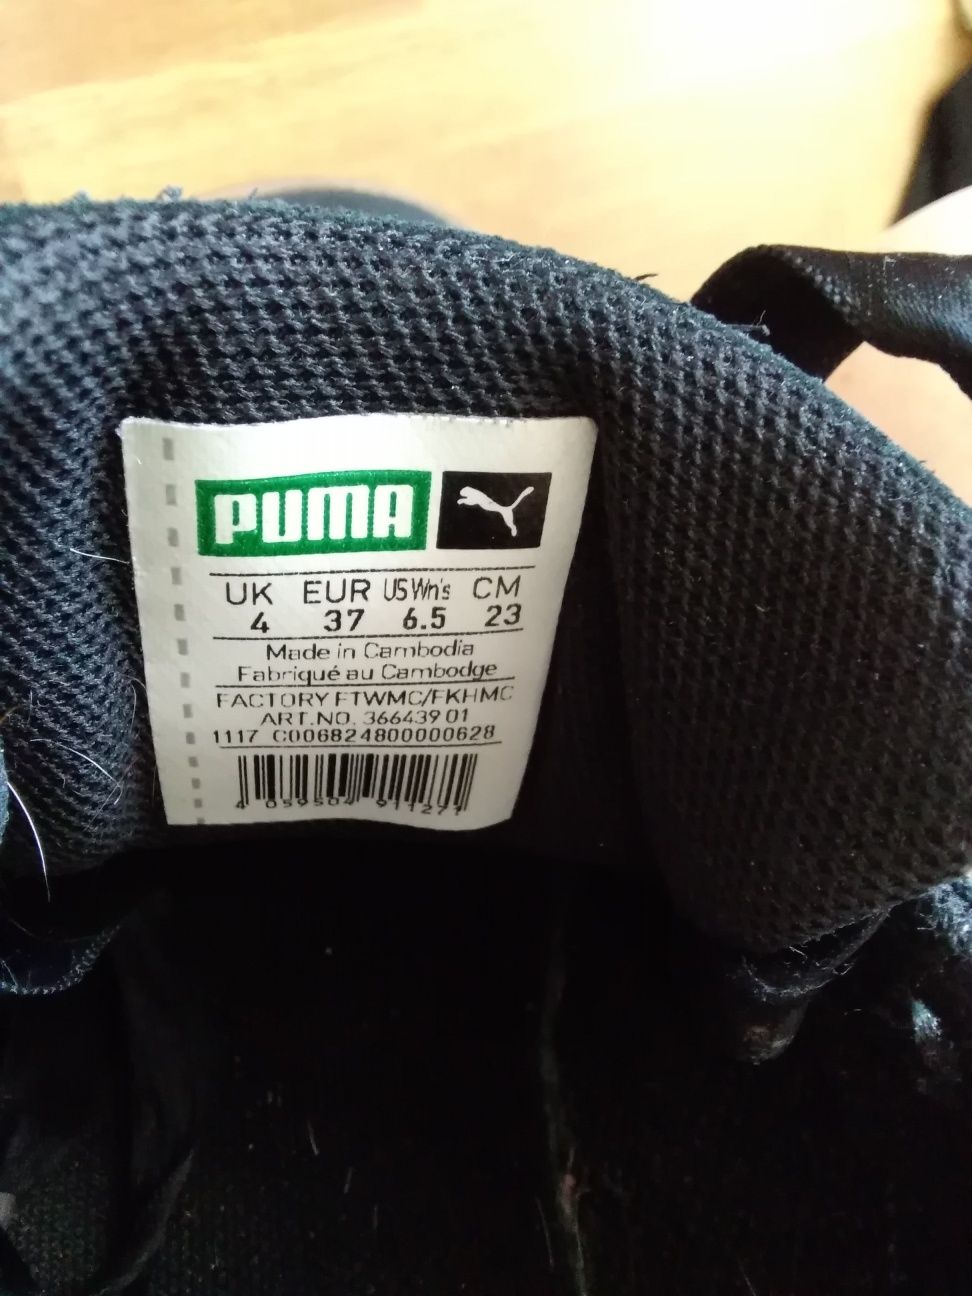 PUMA
UK EUR US Wn's CM
4 37 6.5 23
Made in Cambodia
Fabriqué au Cambodge
FACTORY FTWMC/FKHMC
ART.NO. 366439 01
1117 C006824800000628
4 059504 911271